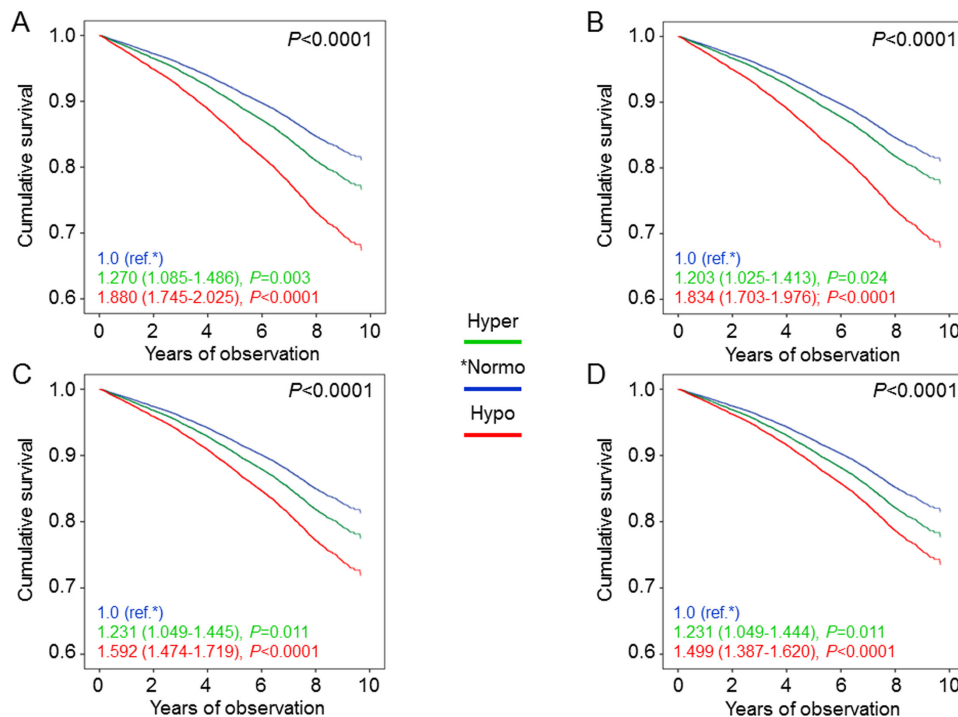 A
P<0.0001
Cumulative survival
1.0
0.9
0.8
0.7
0.6
1.0 (ref.*)
1.270 (1.085-1.486), P=0.003
1.880 (1.745-2.025), P<0.0001
0 2 4 6 8 10
Years of observation
B
P<0.0001
Cumulative survival
1.0
0.9
0.8
0.7
0.6
1.0 (ref.*)
1.203 (1.025-1.413), P=0.024
1.834 (1.703-1.976); P<0.0001
0 2 4 6 8 10
Years of observation
Hyper
*Normo
Hypo
C
P<0.0001
Cumulative survival
1.0
0.9
0.8
0.7
0.6
1.0 (ref.*)
1.231 (1.049-1.445), P=0.011
1.592 (1.474-1.719), P<0.0001
0 2 4 6 8 10
Years of observation
D
P<0.0001
Cumulative survival
1.0
0.9
0.8
0.7
0.6
1.0 (ref.*)
1.231 (1.049-1.444), P=0.011
1.499 (1.387-1.620), P<0.0001
0 2 4 6 8 10
Years of observation